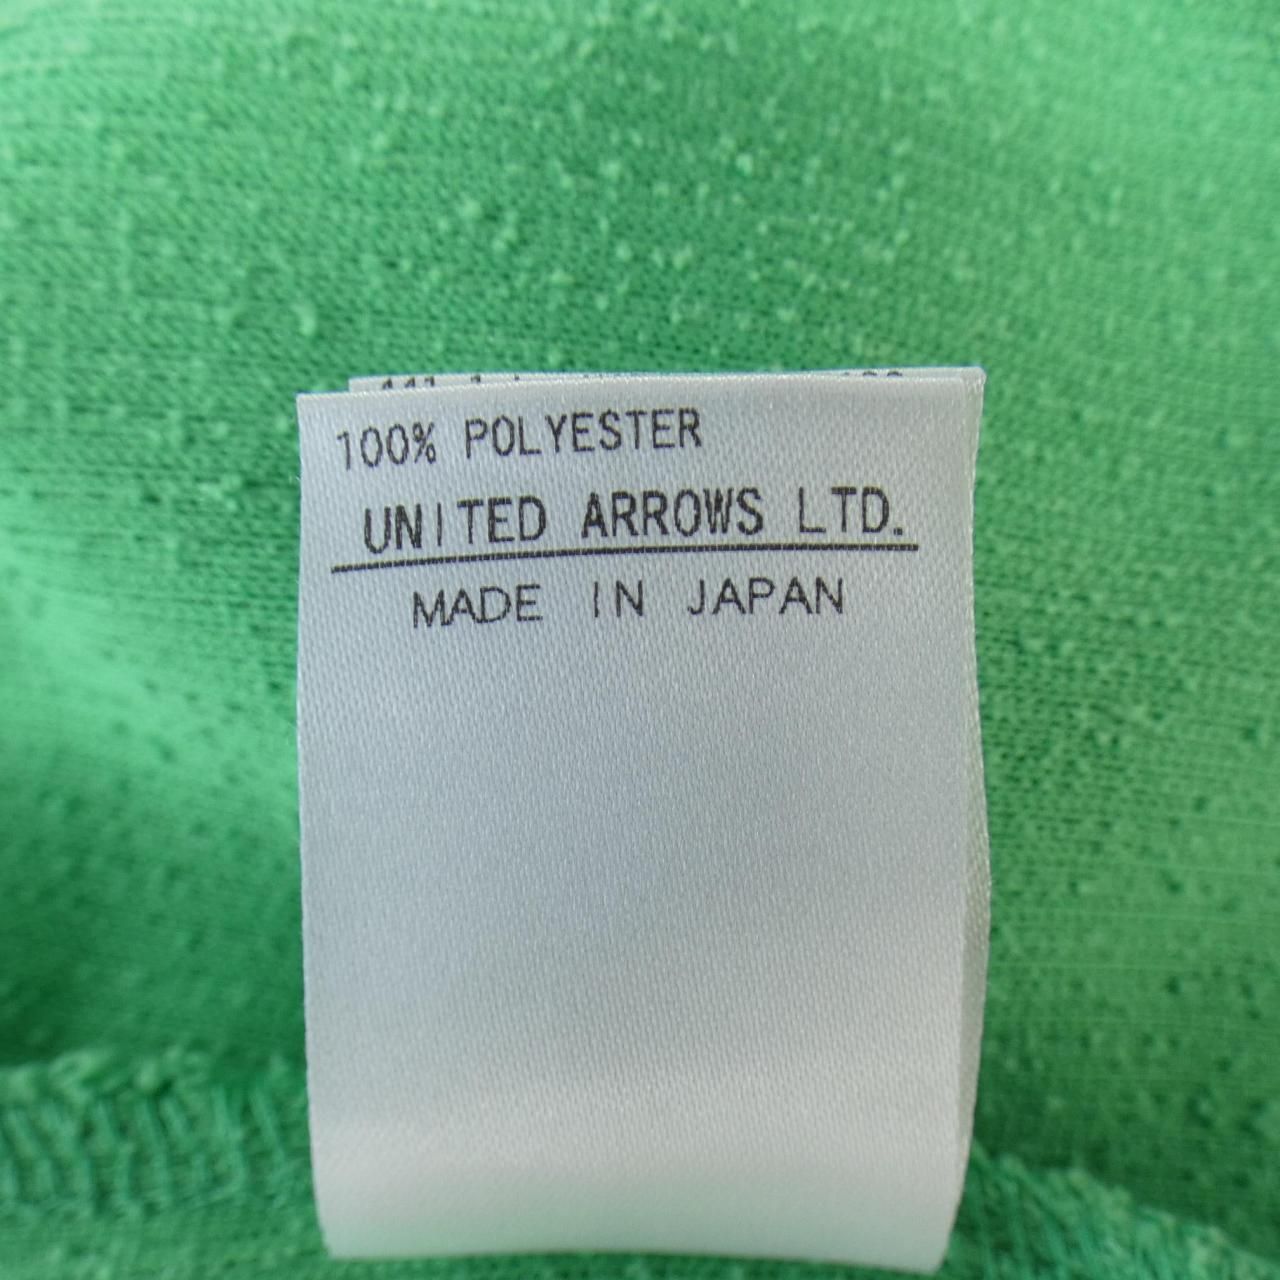 100% POLYESTER
UNITED ARROWS LTD.
MADE IN JAPAN